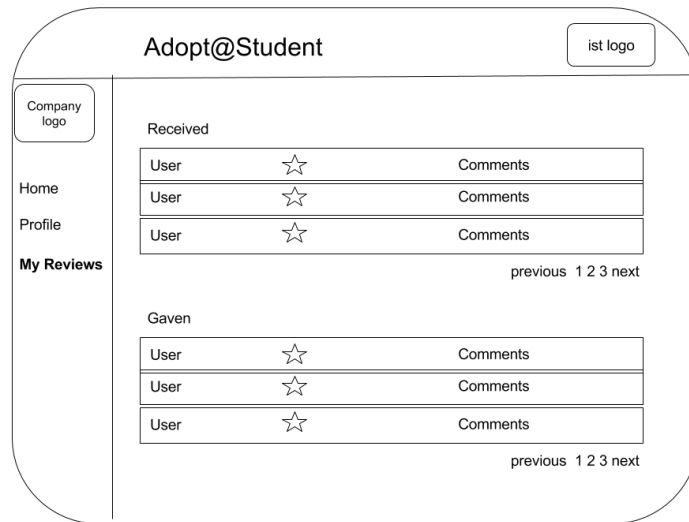 Adopt@Student
ist logo
Company
logo
Home
Profile
My Reviews
Received
User Comments
User Comments
User Comments
previous 1 2 3 next
Gaven
User Comments
User Comments
User Comments
previous 1 2 3 next